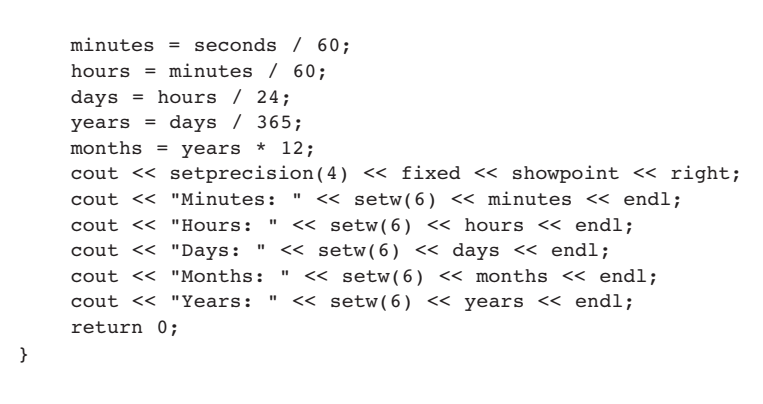 minutes = seconds / 60;
hours = minutes / 60;
days = hours / 24;
years = days / 365;
months = years * 12;
cout << setprecision(4) << fixed << showpoint << right;
cout << "Minutes: " << setw(6) << minutes << endl;
cout << "Hours: " << setw(6) << hours << endl;
cout << "Days: " << setw(6) << days << endl;
cout << "Months: " << setw(6) << months << endl;
cout << "Years: " << setw(6) << years << endl;
return 0;
}